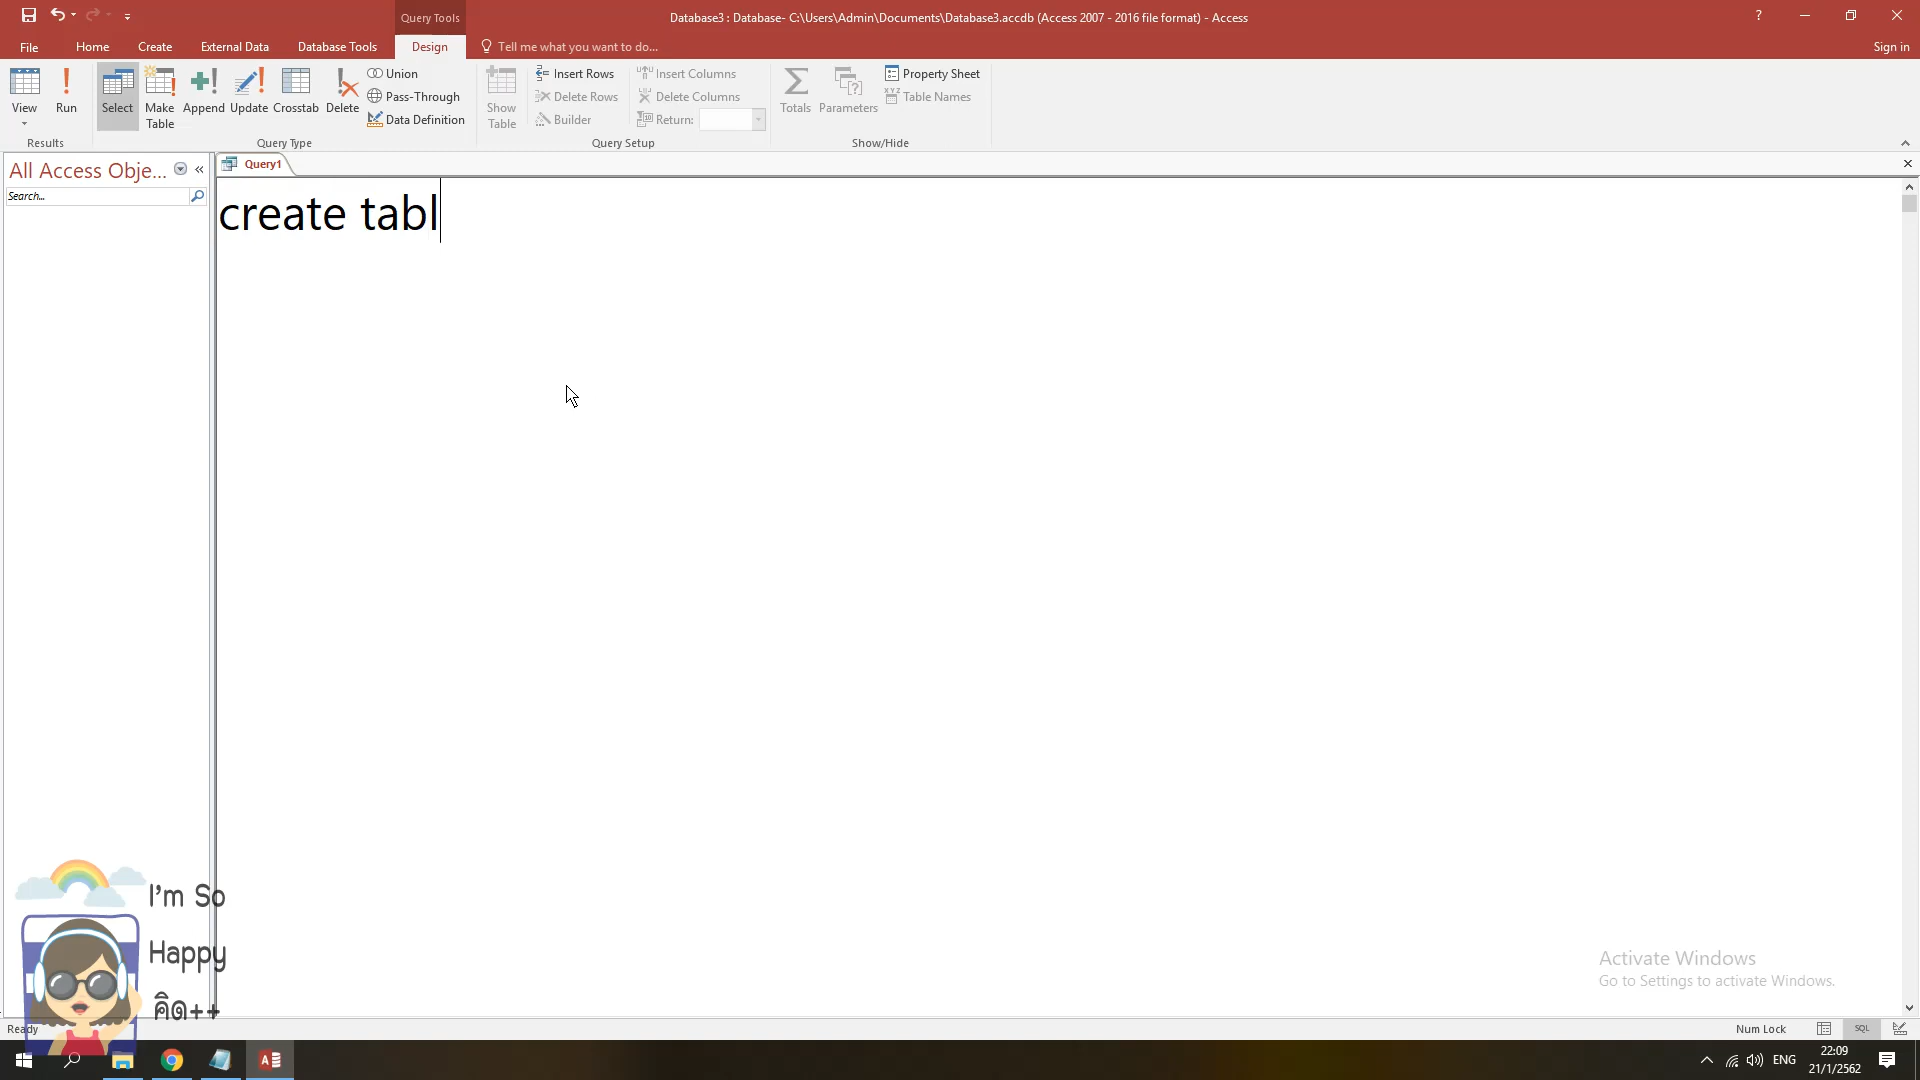 Query Tools
Database3 : Database- C:\Users\Admin\Documents\Database3.accdb (Access 2007 - 2016 file format) - Access
?
File
Home
Create
External Data
Database Tools
Design
Tell me what you want to do...
Sign in
View
Run
Select
Make
Table
Append
Update
Crosstab
Delete
Union
Pass-Through
Data Definition
Show
Table
Insert Rows
Delete Rows
Builder
Insert Columns
Delete Columns
Return:
Totals
Parameters
Property Sheet
Table Names
Results
Query Type
Query Setup
Show/Hide
All Access Obje...
Query1
Search...
create tabl
I'm So
Happy
คิด++
Activate Windows
Go to Settings to activate Windows.
Ready
Num Lock
SQL
ENG
22:09
21/1/2562